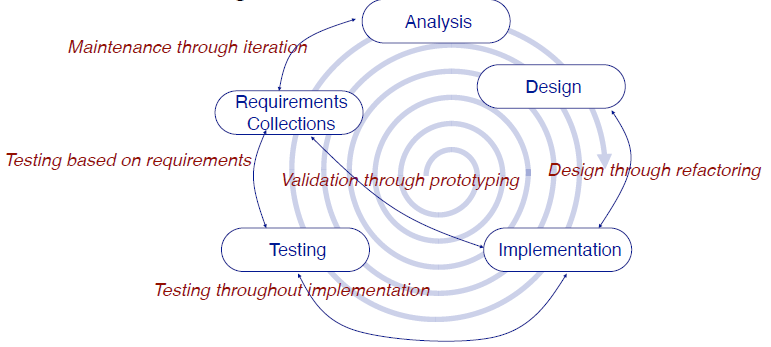 Analysis
Maintenance through iteration
Design
Requirements
Collections
Testing based on requirements
Validation through prototyping
Design through refactoring
Testing
Implementation
Testing throughout implementation